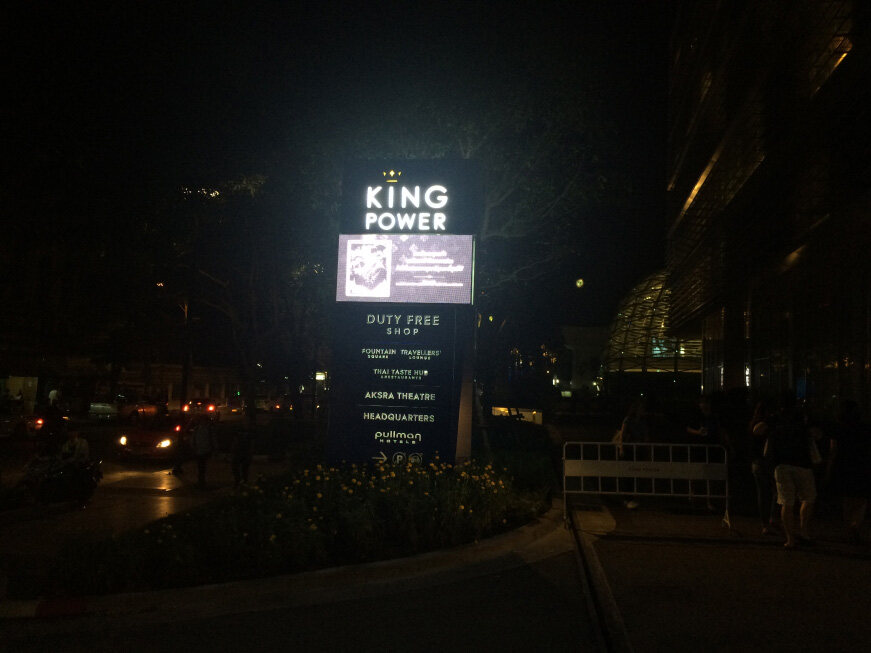 KING
POWER
DUTY FREE
SHOP
FOUNTAIN TRAVELLERS'
SQUARE LOUNGE
THAI TASTE HUB
& RESTAURANTS
AKSRA THEATRE
HEADQUARTERS
pullman
HOTELS
P